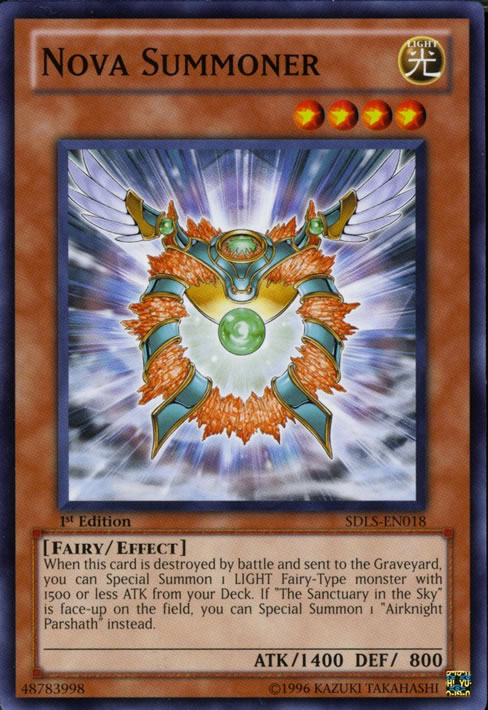 NOVA SUMMONER
LIGHT
光
1st Edition
SDLS-EN018
[FAIRY/EFFECT]
When this card is destroyed by battle and sent to the Graveyard,
you can Special Summon 1 LIGHT Fairy-Type monster with
1500 or less ATK from your Deck. If "The Sanctuary in the Sky"
is face-up on the field, you can Special Summon 1 "Airknight
Parshath" instead.
ATK/1400 DEF/ 800
48783998
©1996 KAZUKI TAKAHASHI